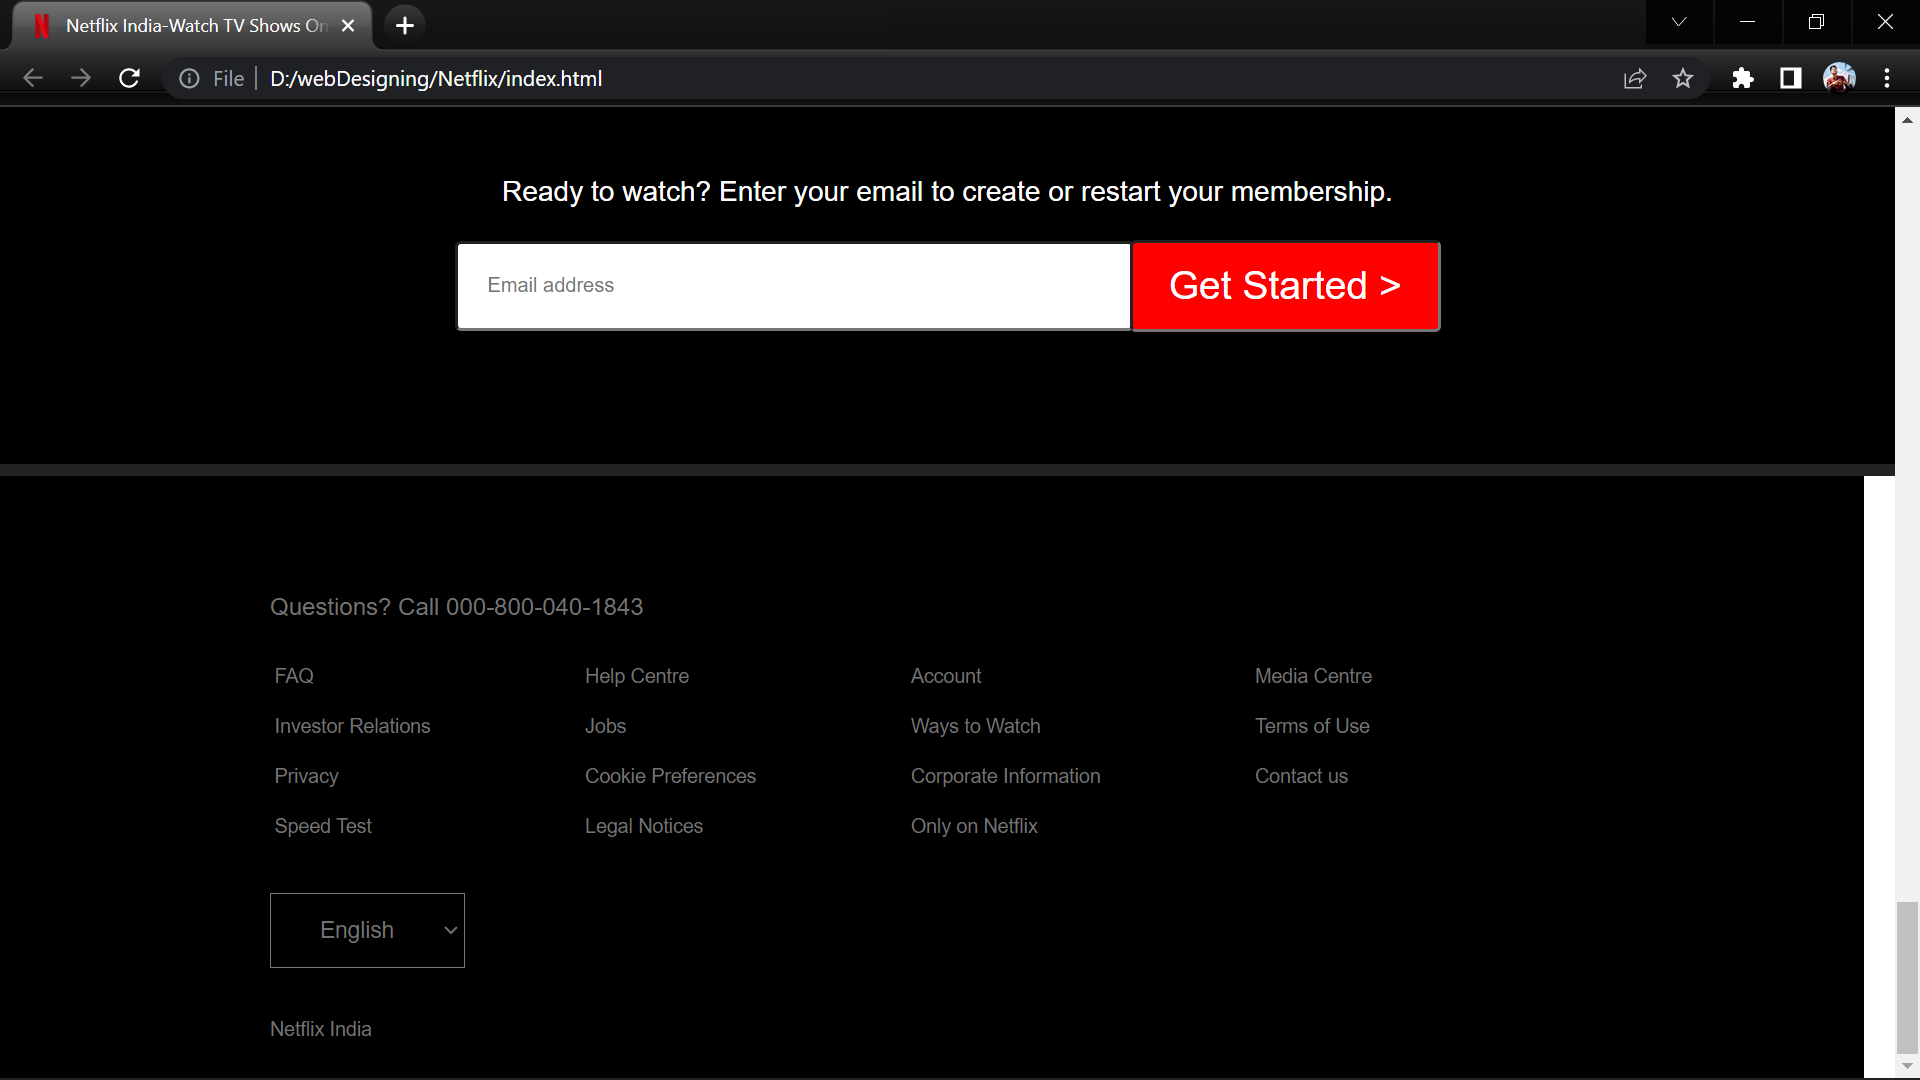 Netflix India-Watch TV Shows On
File D:/webDesigning/Netflix/index.html
Ready to watch? Enter your email to create or restart your membership.
Email address Get Started >
Questions? Call 000-800-040-1843
FAQ Help Centre Account Media Centre
Investor Relations Jobs Ways to Watch Terms of Use
Privacy Cookie Preferences Corporate Information Contact us
Speed Test Legal Notices Only on Netflix
English
Netflix India